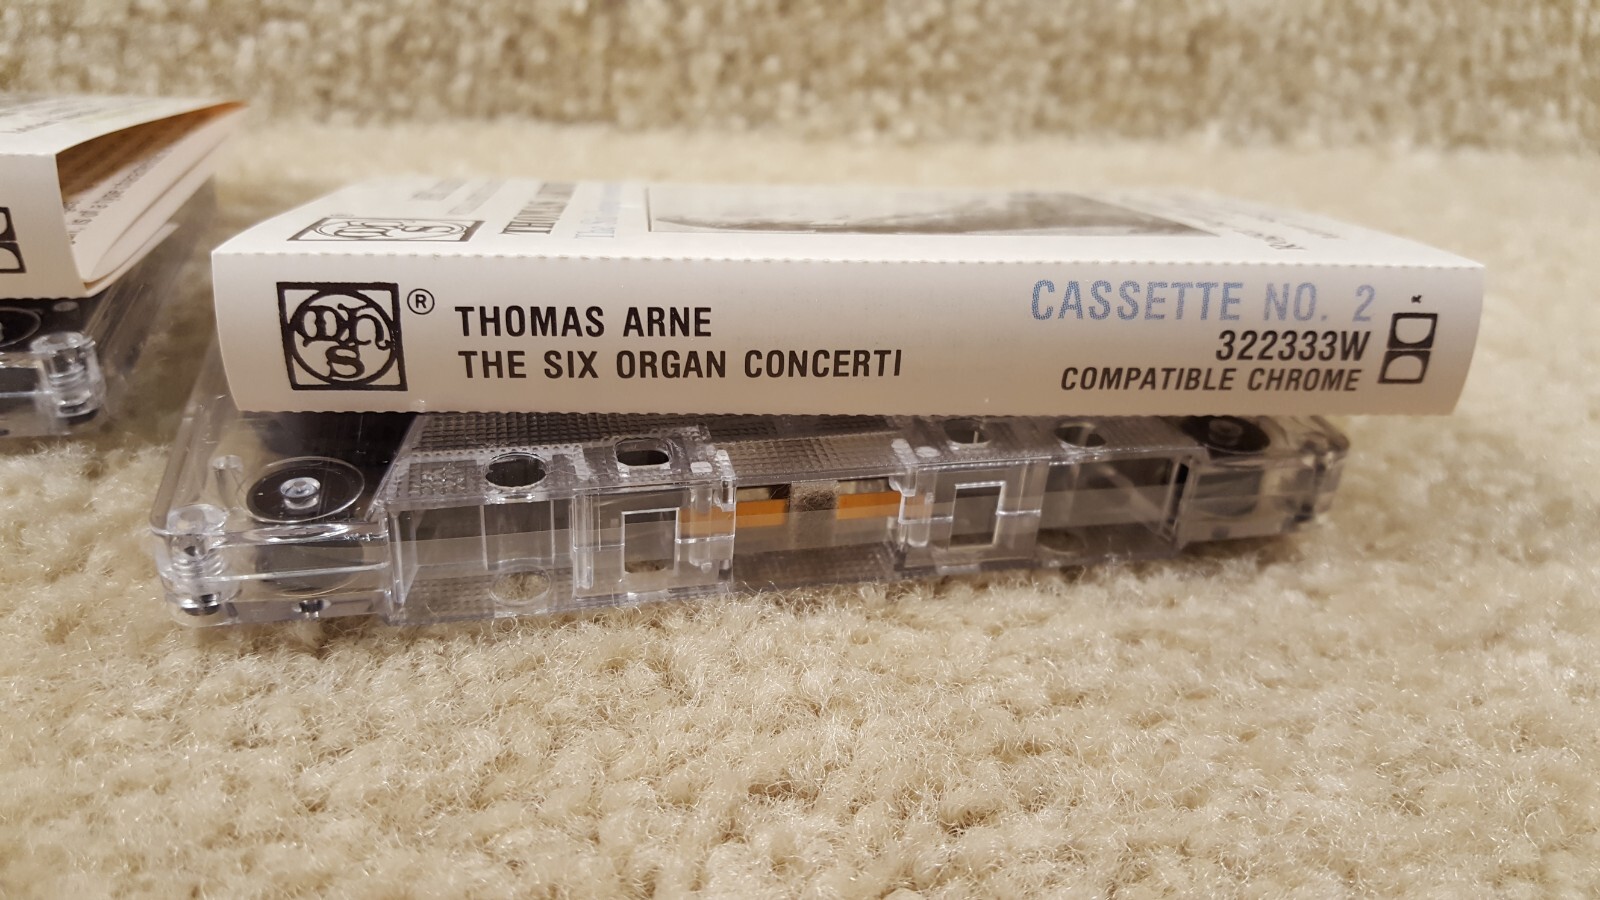 THOMAS ARNE
THE SIX ORGAN CONCERTI
CASSETTE NO. 2
322333W
COMPATIBLE CHROME
®